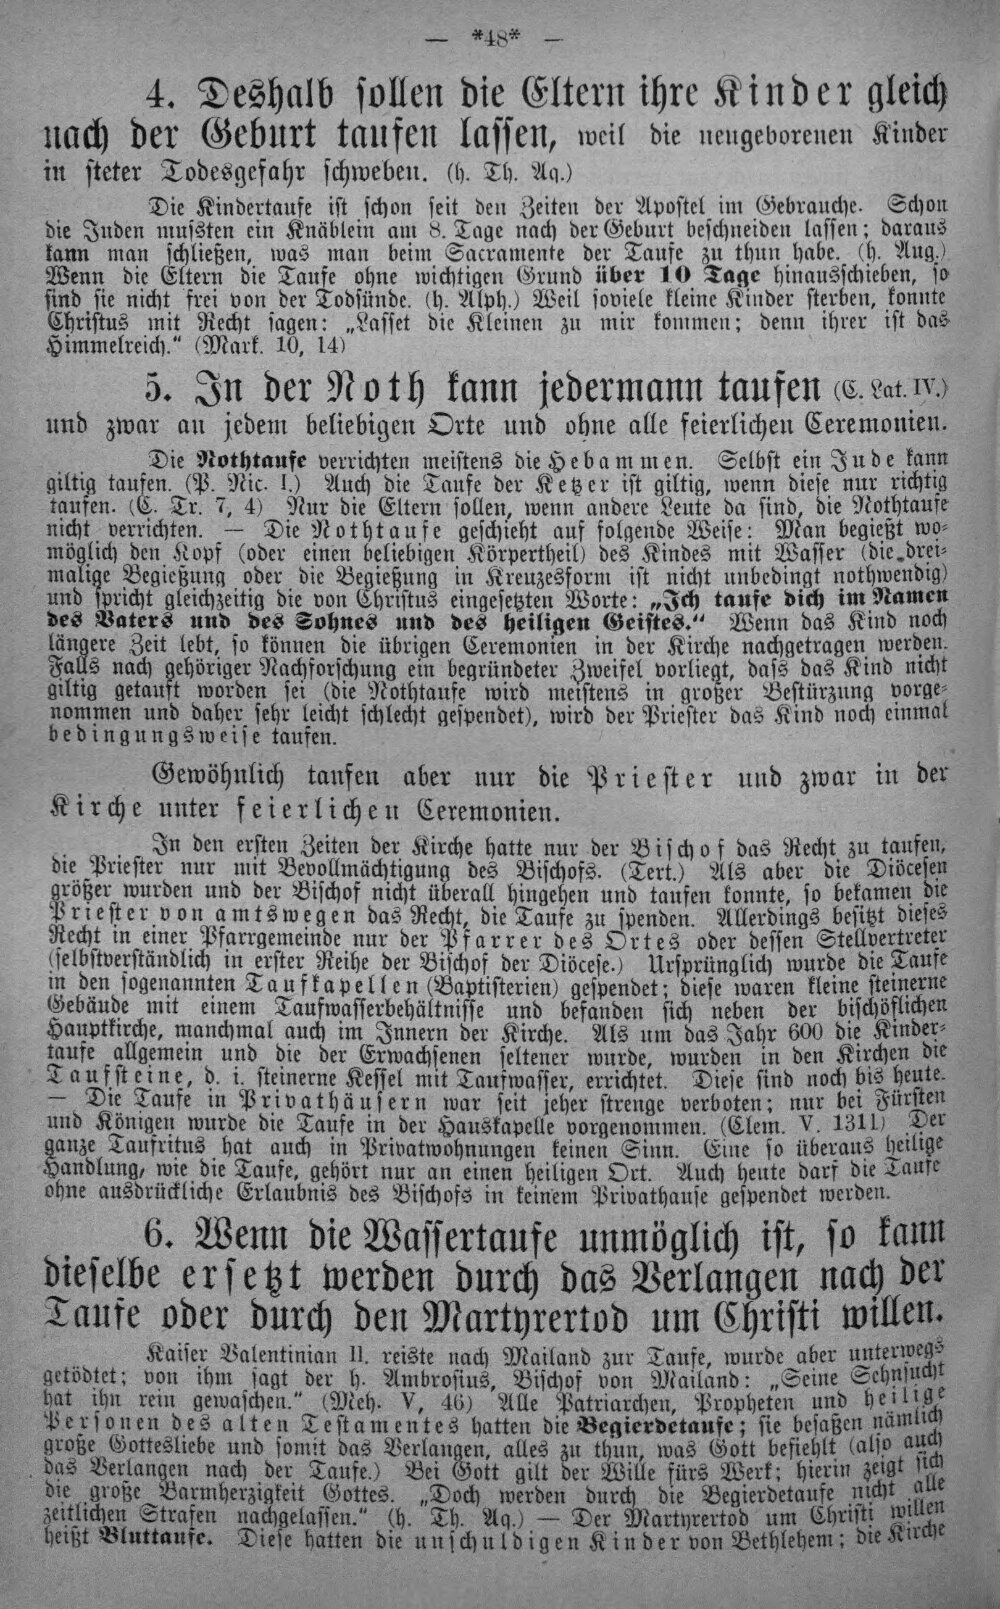 — *48* —
4. Deshalb sollen die Eltern ihre Kinder gleich
nach der Geburt taufen lassen, weil die neugeborenen Kinder
in steter Todesgefahr schweben. (h. Th. Aq.)
Die Kindertaufe ist schon seit den Zeiten der Apostel im Gebrauche. Schon
die Juden mussten ein Knäblein am 8. Tage nach der Geburt beschneiden lassen; daraus
kann man schließen, was man beim Sacramente der Taufe zu thun habe. (h. Aug.)
Wenn die Eltern die Taufe ohne wichtigen Grund über 10 Tage hinausschieben, so
sind sie nicht frei von der Todsünde. (h. Alph.) Weil soviele kleine Kinder sterben, konnte
Christus mit Recht sagen: „Lasset die Kleinen zu mir kommen; denn ihrer ist das
Himmelreich.“ (Mark. 10, 14)
5. In der Noth kann jedermann taufen (C. Lat. IV.)
und zwar an jedem beliebigen Orte und ohne alle feierlichen Ceremonien.
Die Nothtaufe verrichten meistens die Hebammen. Selbst ein Jude kann
giltig taufen. (P. Nic. I.) Auch die Taufe der Ketzer ist giltig, wenn diese nur richtig
taufen. (C. Tr. 7, 4) Nur die Eltern sollen, wenn andere Leute da sind, die Nothtaufe
nicht verrichten. — Die Nothtaufe geschieht auf folgende Weise: Man begießt wo-
möglich den Kopf (oder einen beliebigen Körpertheil) des Kindes mit Wasser (die drei-
malige Begießung oder die Begießung in Kreuzesform ist nicht unbedingt nothwendig)
und spricht gleichzeitig die von Christus eingesetzten Worte: „Ich taufe dich im Namen
des Vaters und des Sohnes und des heiligen Geistes.“ Wenn das Kind noch
längere Zeit lebt, so können die übrigen Ceremonien in der Kirche nachgetragen werden.
Falls nach gehöriger Nachforschung ein begründeter Zweifel vorliegt, dass das Kind nicht
giltig getauft worden sei (die Nothtaufe wird meistens in großer Bestürzung vorge-
nommen und daher sehr leicht schlecht gespendet), wird der Priester das Kind noch einmal
bedingungsweise taufen.
Gewöhnlich taufen aber nur die Priester und zwar in der
Kirche unter feierlichen Ceremonien.
In den ersten Zeiten der Kirche hatte nur der Bischof das Recht zu taufen,
die Priester nur mit Bevollmächtigung des Bischofs. (Tert.) Als aber die Diöcesen
größer wurden und der Bischof nicht überall hingehen und taufen konnte, so bekamen die
Priester von amtswegen das Recht, die Taufe zu spenden. Allerdings besitzt dieses
Recht in einer Pfarrgemeinde nur der Pfarrer des Ortes oder dessen Stellvertreter
(selbstverständlich in erster Reihe der Bischof der Diöcese.) Ursprünglich wurde die Taufe
in den sogenannten Taufkapellen (Baptisterien) gespendet; diese waren kleine steinerne
Gebäude mit einem Taufwasserbehältnisse und befanden sich neben der bischöflichen
Hauptkirche, manchmal auch im Innern der Kirche. Als um das Jahr 600 die Kinder-
taufe allgemein und die der Erwachsenen seltener wurde, wurden in den Kirchen die
Taufsteine, d. i. steinerne Kessel mit Taufwasser, errichtet. Diese sind noch bis heute.
— Die Taufe in Privathäusern war seit jeher strenge verboten; nur bei Fürsten
und Königen wurde die Taufe in der Hauskapelle vorgenommen. (Clem. V. 1311) Der
ganze Taufritus hat auch in Privatwohnungen keinen Sinn. Eine so überaus heilige
Handlung, wie die Taufe, gehört nur an einen heiligen Ort. Auch heute darf die Taufe
ohne ausdrückliche Erlaubnis des Bischofs in keinem Privathause gespendet werden.
6. Wenn die Wassertaufe unmöglich ist, so kann
dieselbe ersetzt werden durch das Verlangen nach der
Taufe oder durch den Martyrertod um Christi willen.
Kaiser Valentinian II. reiste nach Mailand zur Taufe, wurde aber unterwegs
getödtet; von ihm sagt der h. Ambrosius, Bischof von Mailand: „Seine Sehnsucht
hat ihn rein gewaschen.“ (Meh. V, 46) Alle Patriarchen, Propheten und heilige
Personen des alten Testamentes hatten die Begierdetaufe; sie besaßen nämlich
große Gottesliebe und somit das Verlangen, alles zu thun, was Gott befiehlt (also auch
das Verlangen nach der Taufe.) Bei Gott gilt der Wille fürs Werk; hierin zeigt sich
die große Barmherzigkeit Gottes. „Doch werden durch die Begierdetaufe nicht alle
zeitlichen Strafen nachgelassen.“ (h. Th. Aq.) — Der Martyrertod um Christi willen
heißt Bluttaufe. Diese hatten die unschuldigen Kinder von Bethlehem; die Kirche